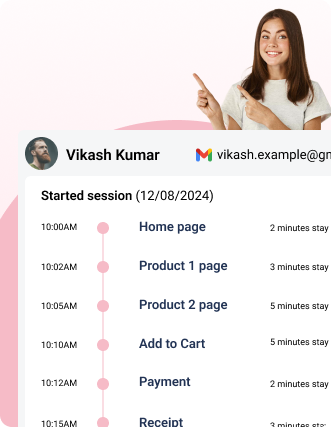 Vikash Kumar vikash.example@gm
Started session (12/08/2024)
10:00AM Home page 2 minutes stay
10:02AM Product 1 page 3 minutes stay
10:05AM Product 2 page 5 minutes stay
10:10AM Add to Cart 5 minutes stay
10:12AM Payment 2 minutes stay
10:15AM Receipt 3 minutes